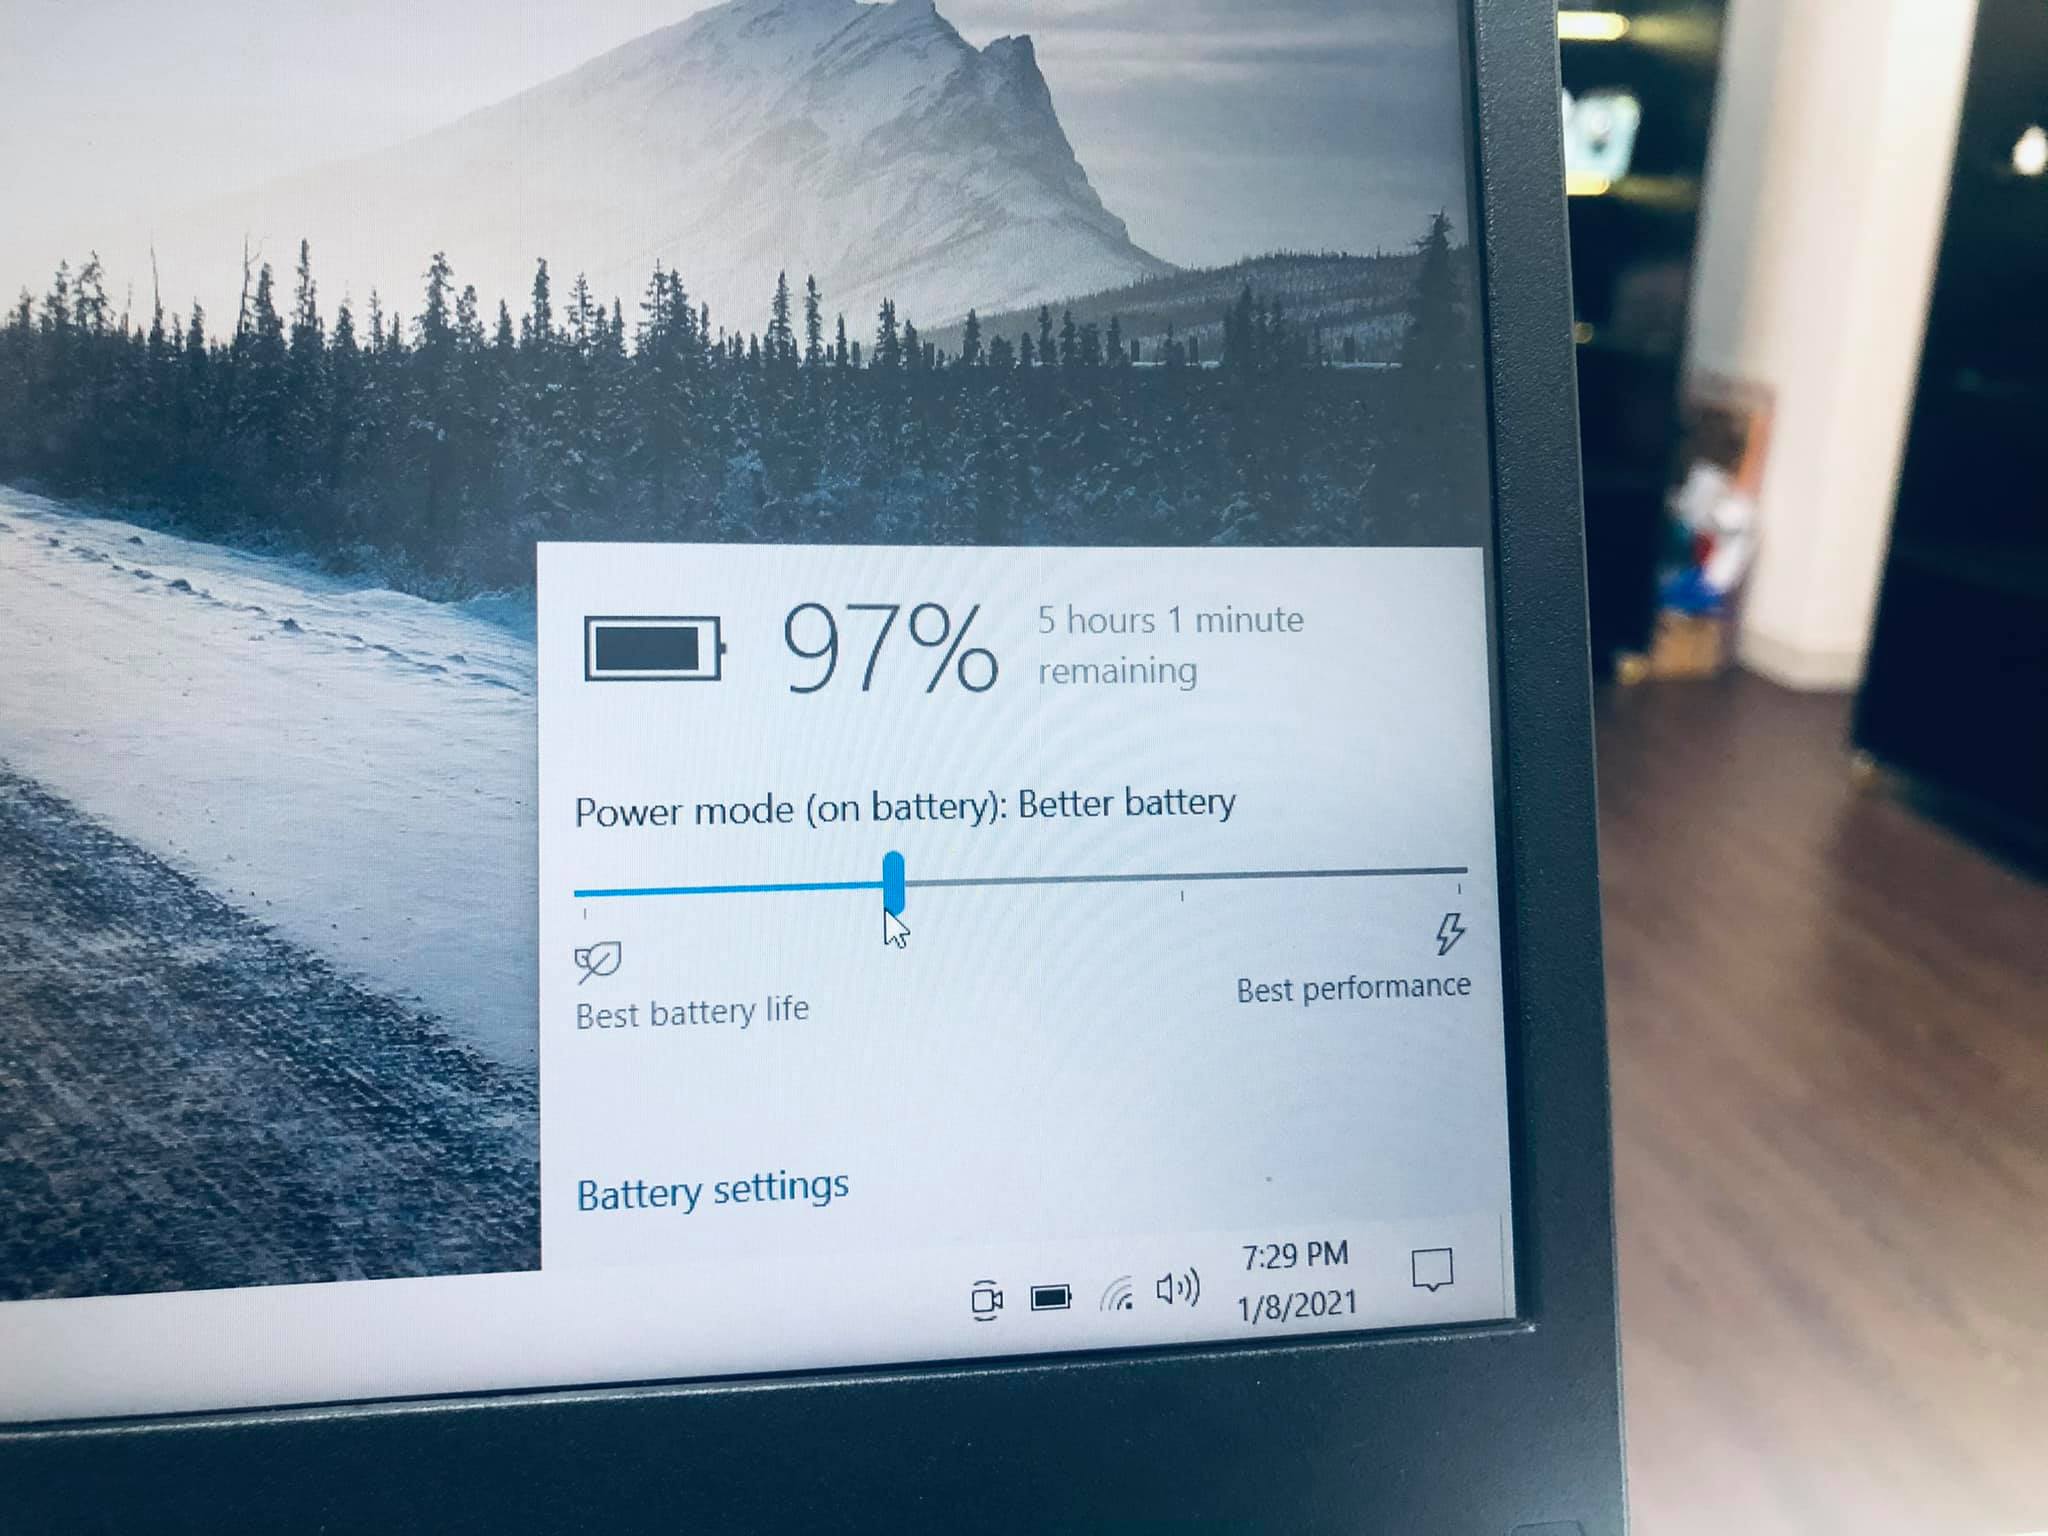 97%
5 hours 1 minute
remaining
Power mode (on battery): Better battery
Best battery life
Best performance
Battery settings
7:29 PM
1/8/2021